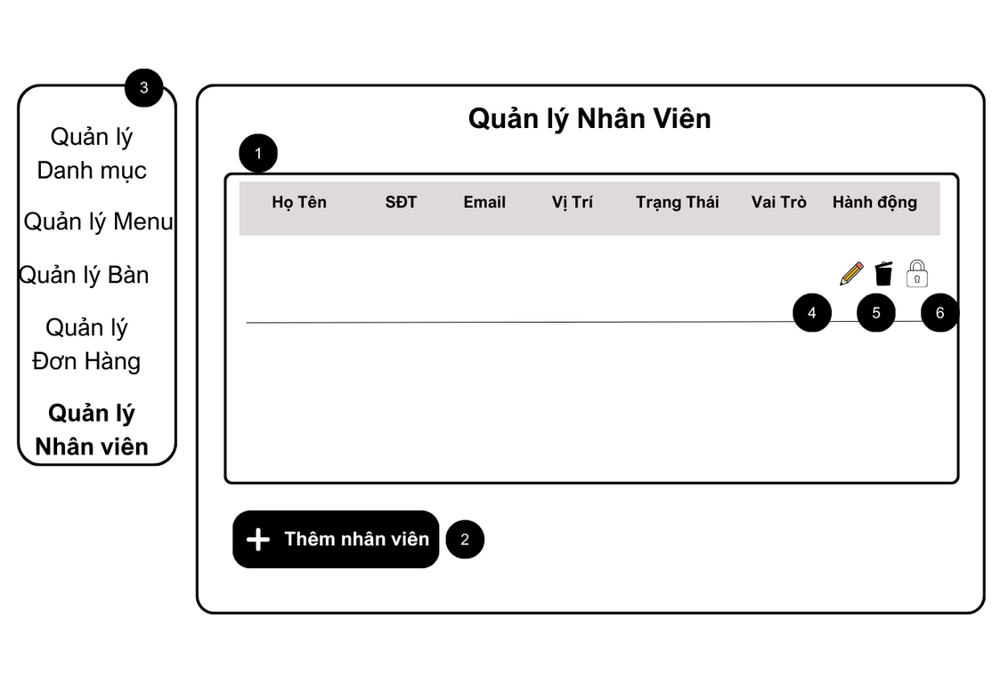 3
Quản lý
Danh mục
Quản lý Menu
Quản lý Bàn
Quản lý
Đơn Hàng
Quản lý
Nhân viên
Quản lý Nhân Viên
1
Họ Tên SĐT Email Vị Trí Trạng Thái Vai Trò Hành động
4 5 6
Thêm nhân viên 2